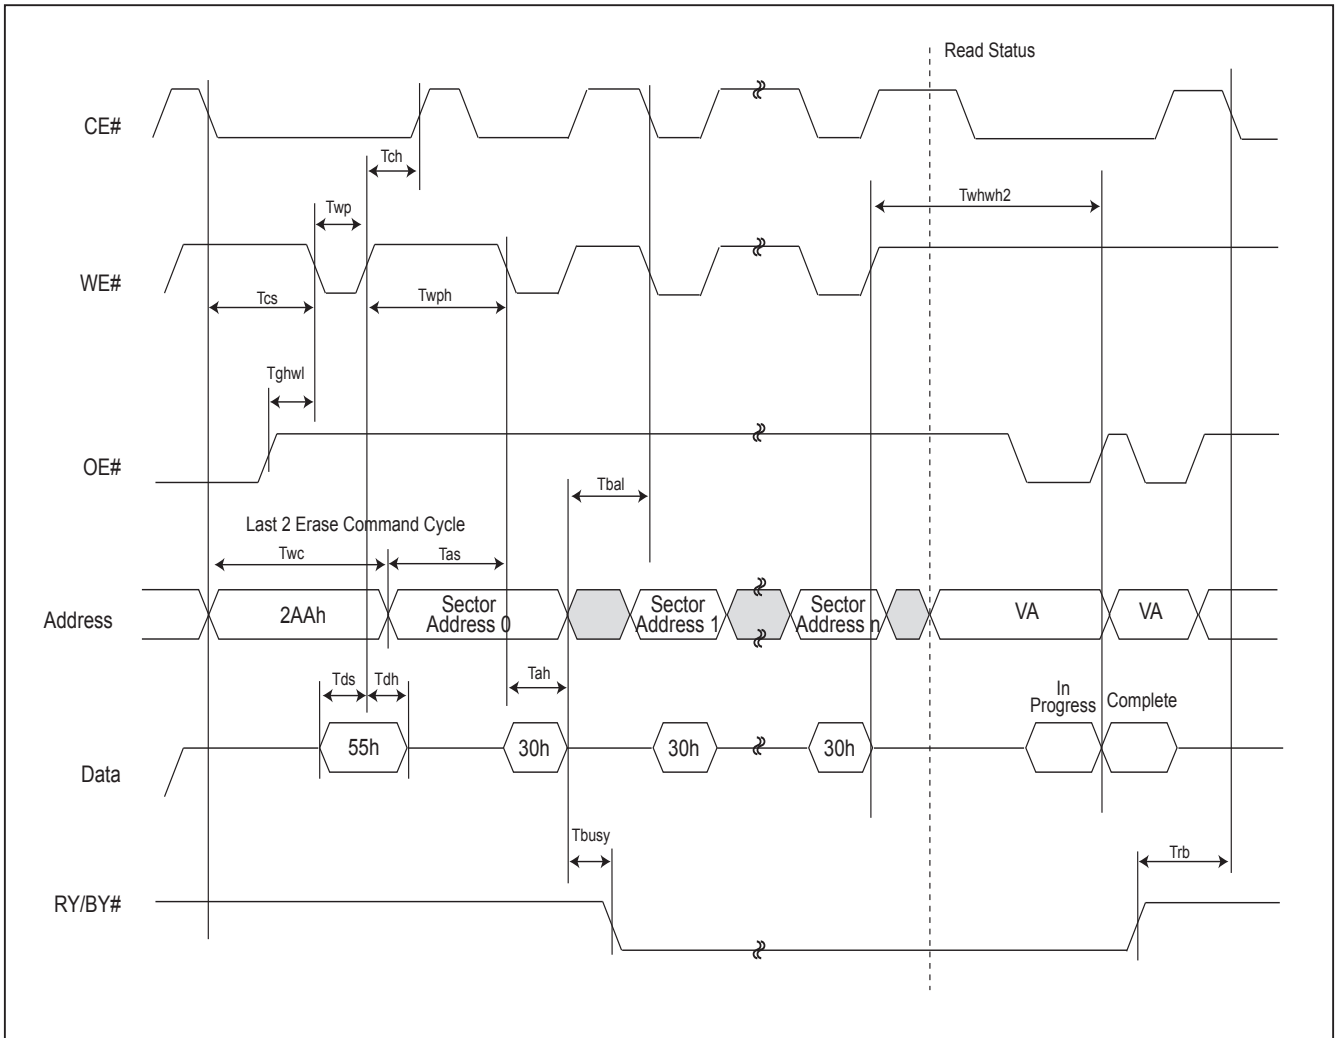 Read Status
CE#
Tch
Twhwh2
Twp
WE#
Tcs
Twph
Tghwl
OE#
Tbal
Last 2 Erase Command Cycle
Twc
Tas
Address
2AAh
Sector
Address 0
Sector
Address 1
Sector
Address n
VA
VA
Tds
Tdh
Tah
In
Progress
Complete
Data
55h
30h
30h
30h
Tbusy
Trb
RY/BY#